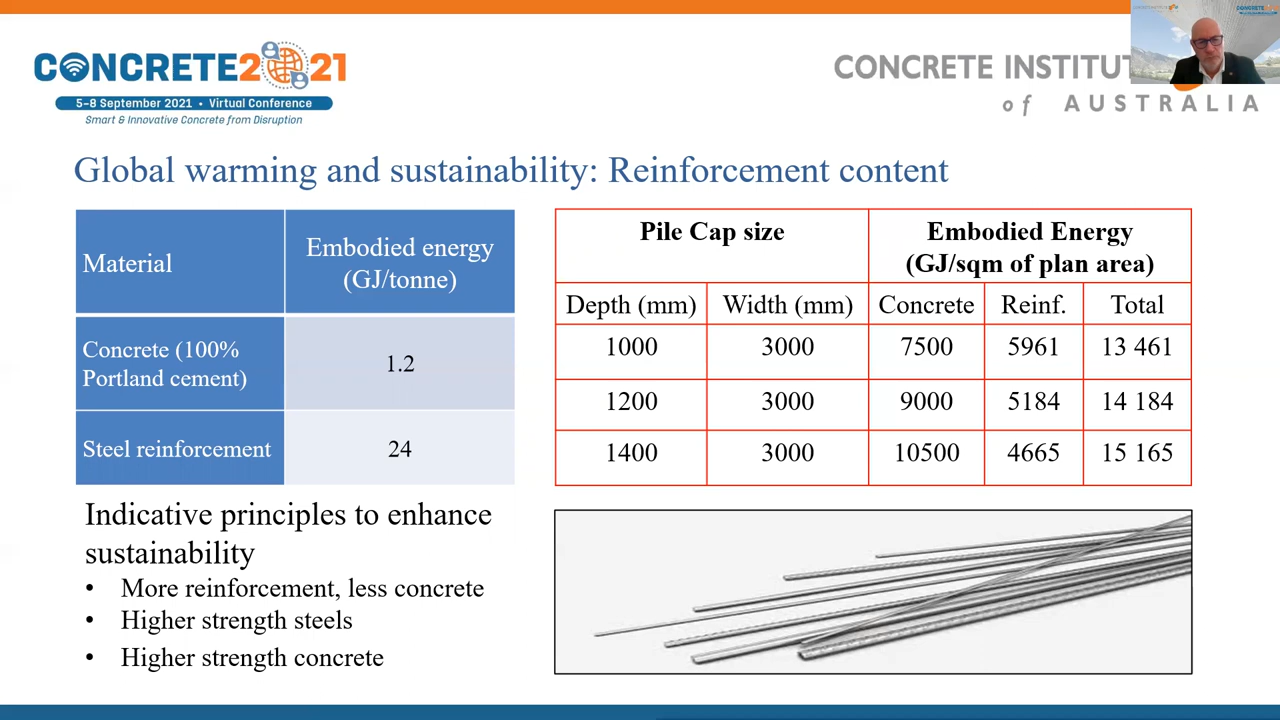 CONCRETE2021
5–8 September 2021 • Virtual Conference
Smart & Innovative Concrete from Disruption
CONCRETE
of AUSTRALIA
Global warming and sustainability: Reinforcement content
Material
Embodied energy
(GJ/tonne)
Concrete (100%
Portland cement)
1.2
Steel reinforcement
24
Pile Cap size
Embodied Energy
(GJ/sqm of plan area)
Depth (mm) Width (mm) Concrete Reinf. Total
1000 3000 7500 5961 13 461
1200 3000 9000 5184 14 184
1400 3000 10500 4665 15 165
Indicative principles to enhance
sustainability
• More reinforcement, less concrete
• Higher strength steels
• Higher strength concrete